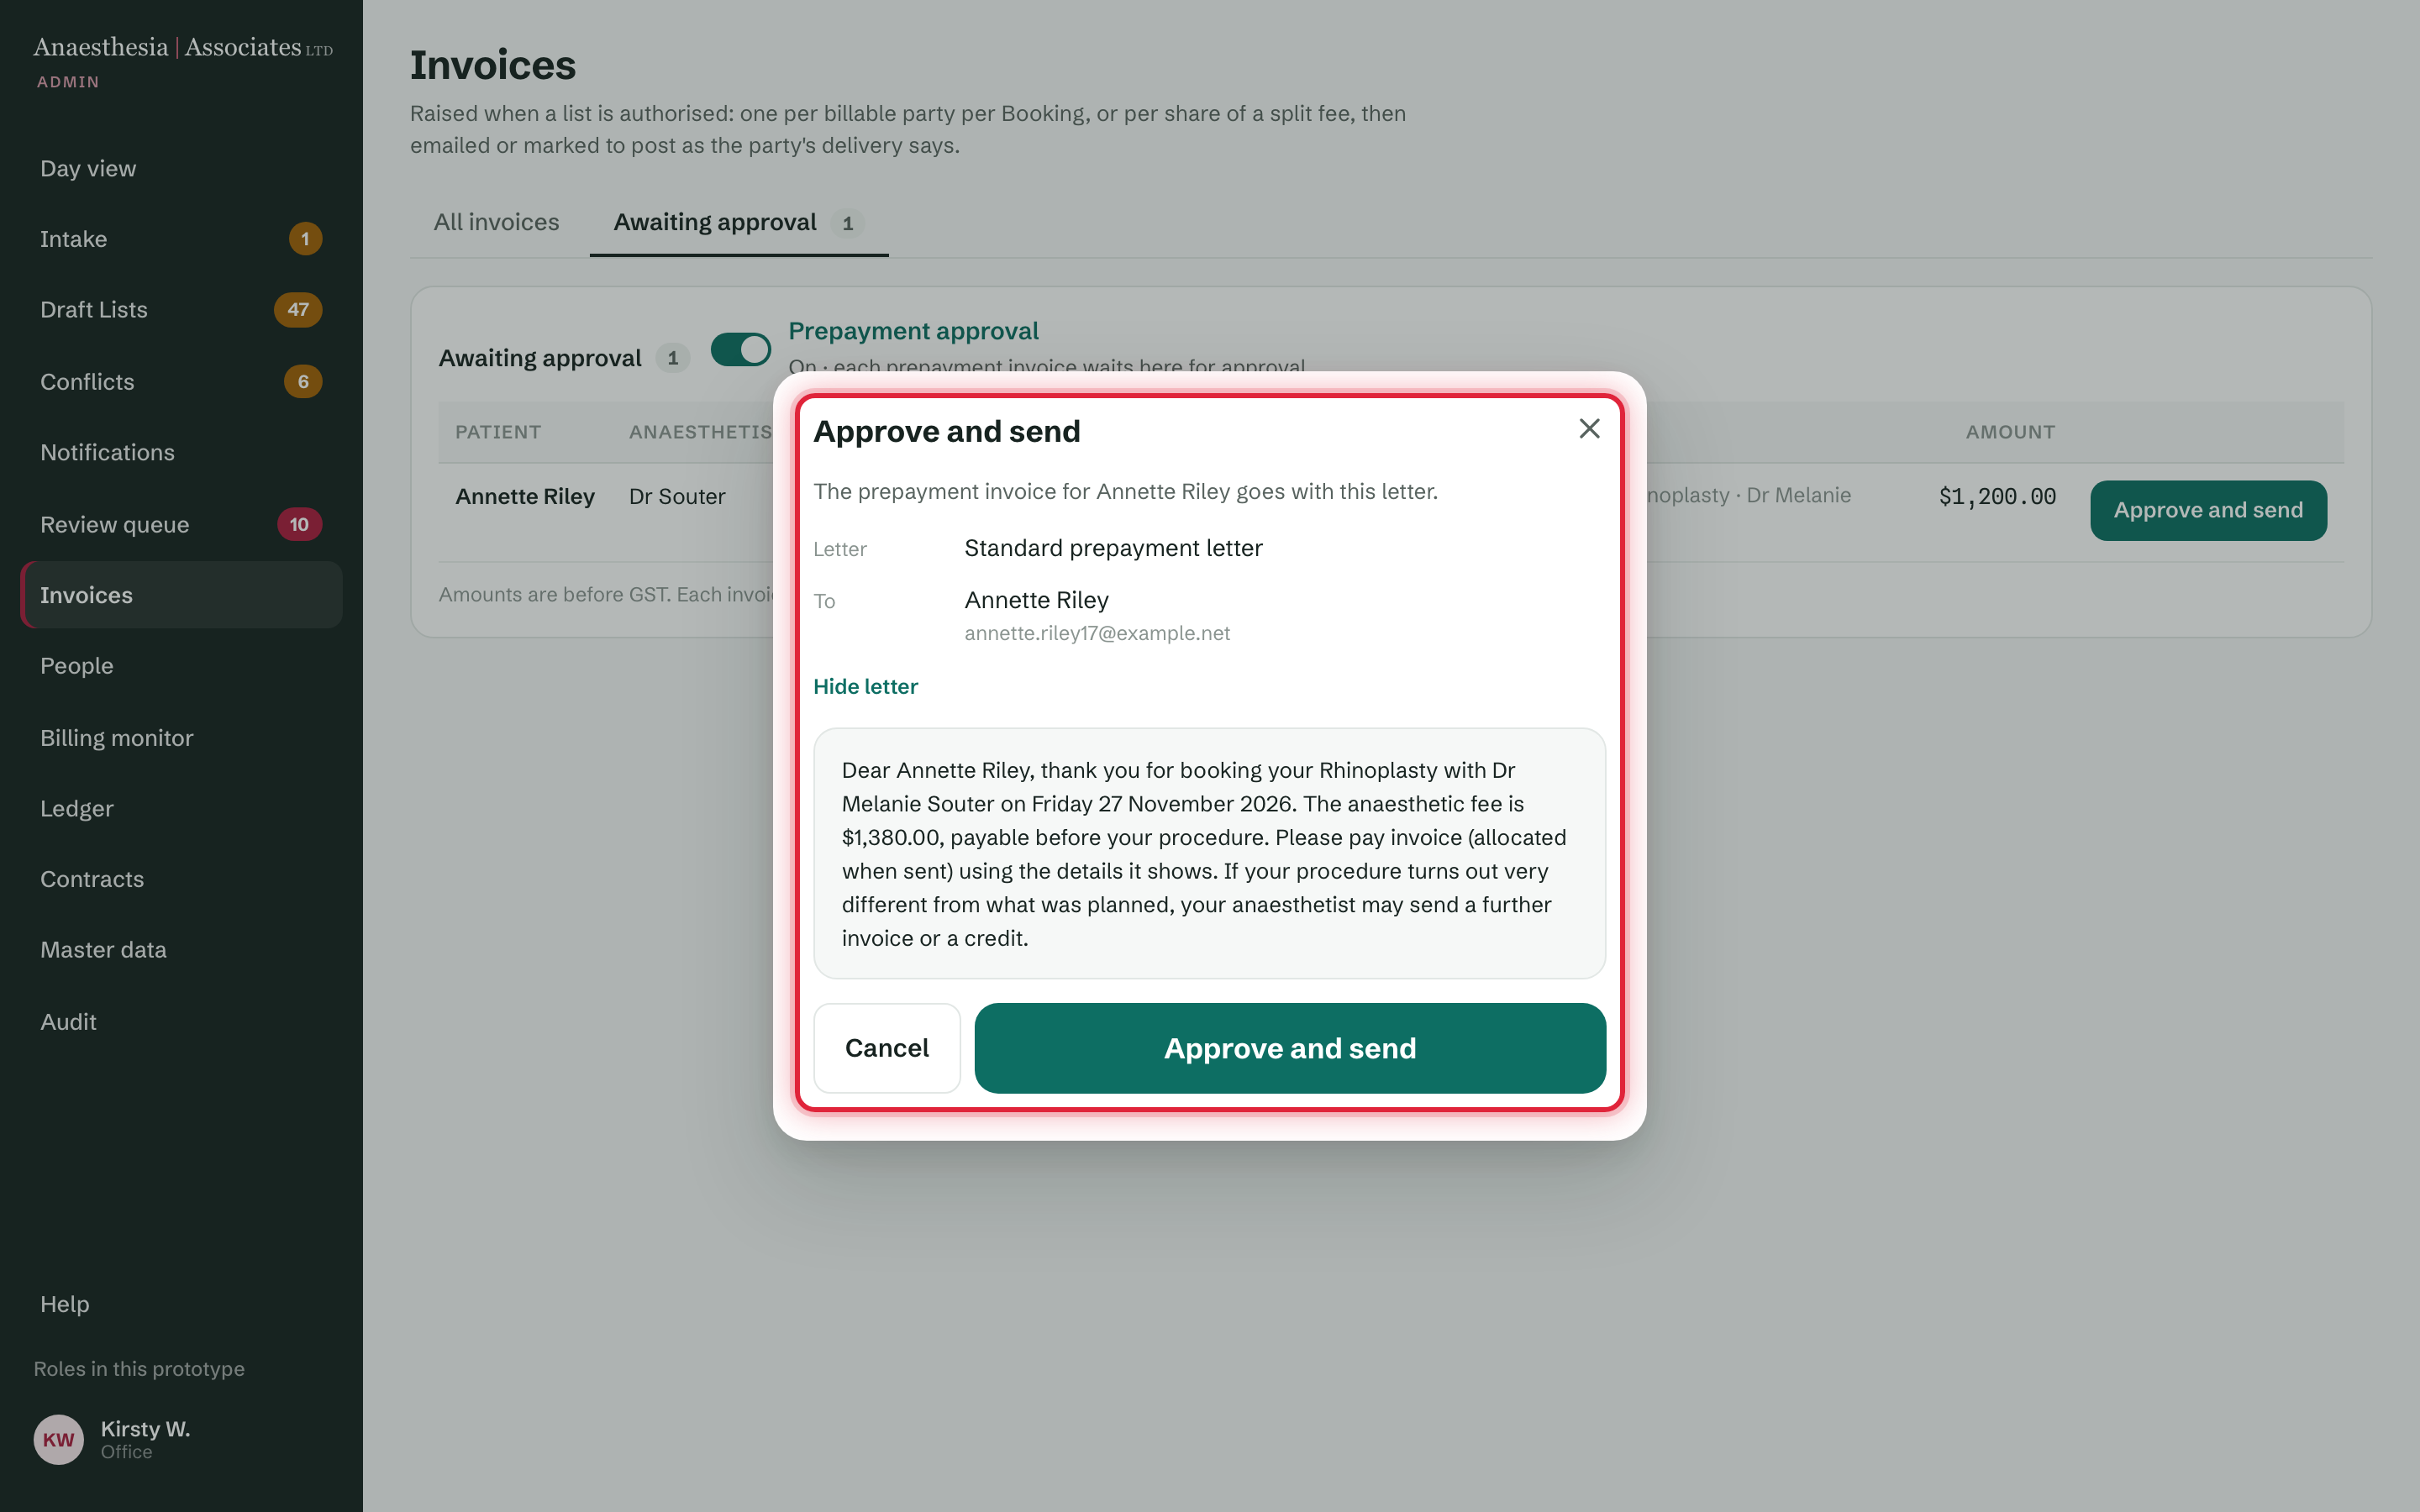 Anaesthesia | Associates LTD
ADMIN
Day view
Intake 1
Draft Lists 47
Conflicts 6
Notifications
Review queue 10
Invoices
People
Billing monitor
Ledger
Contracts
Master data
Audit
Help
Roles in this prototype
KW
Kirsty W.
Office
Invoices
Raised when a list is authorised: one per billable party per Booking, or per share of a split fee, then
emailed or marked to post as the party's delivery says.
All invoices
Awaiting approval 1
Awaiting approval 1
Prepayment approval
On · each prepayment invoice waits here for approval
PATIENT
AMOUNT
Annette Riley
Dr Souter
· Dr Melanie
$1,200.00
Approve and send
Amounts are before GST. Each
Approve and send
The prepayment invoice for Annette Riley goes with this letter.
Letter
Standard prepayment letter
To
Annette Riley
annette.riley17@example.net
Hide letter
Dear Annette Riley, thank you for booking your Rhinoplasty with Dr
Melanie Souter on Friday 27 November 2026. The anaesthetic fee is
$1,380.00, payable before your procedure. Please pay invoice (allocated
when sent) using the details it shows. If your procedure turns out very
different from what was planned, your anaesthetist may send a further
invoice or a credit.
Cancel
Approve and send